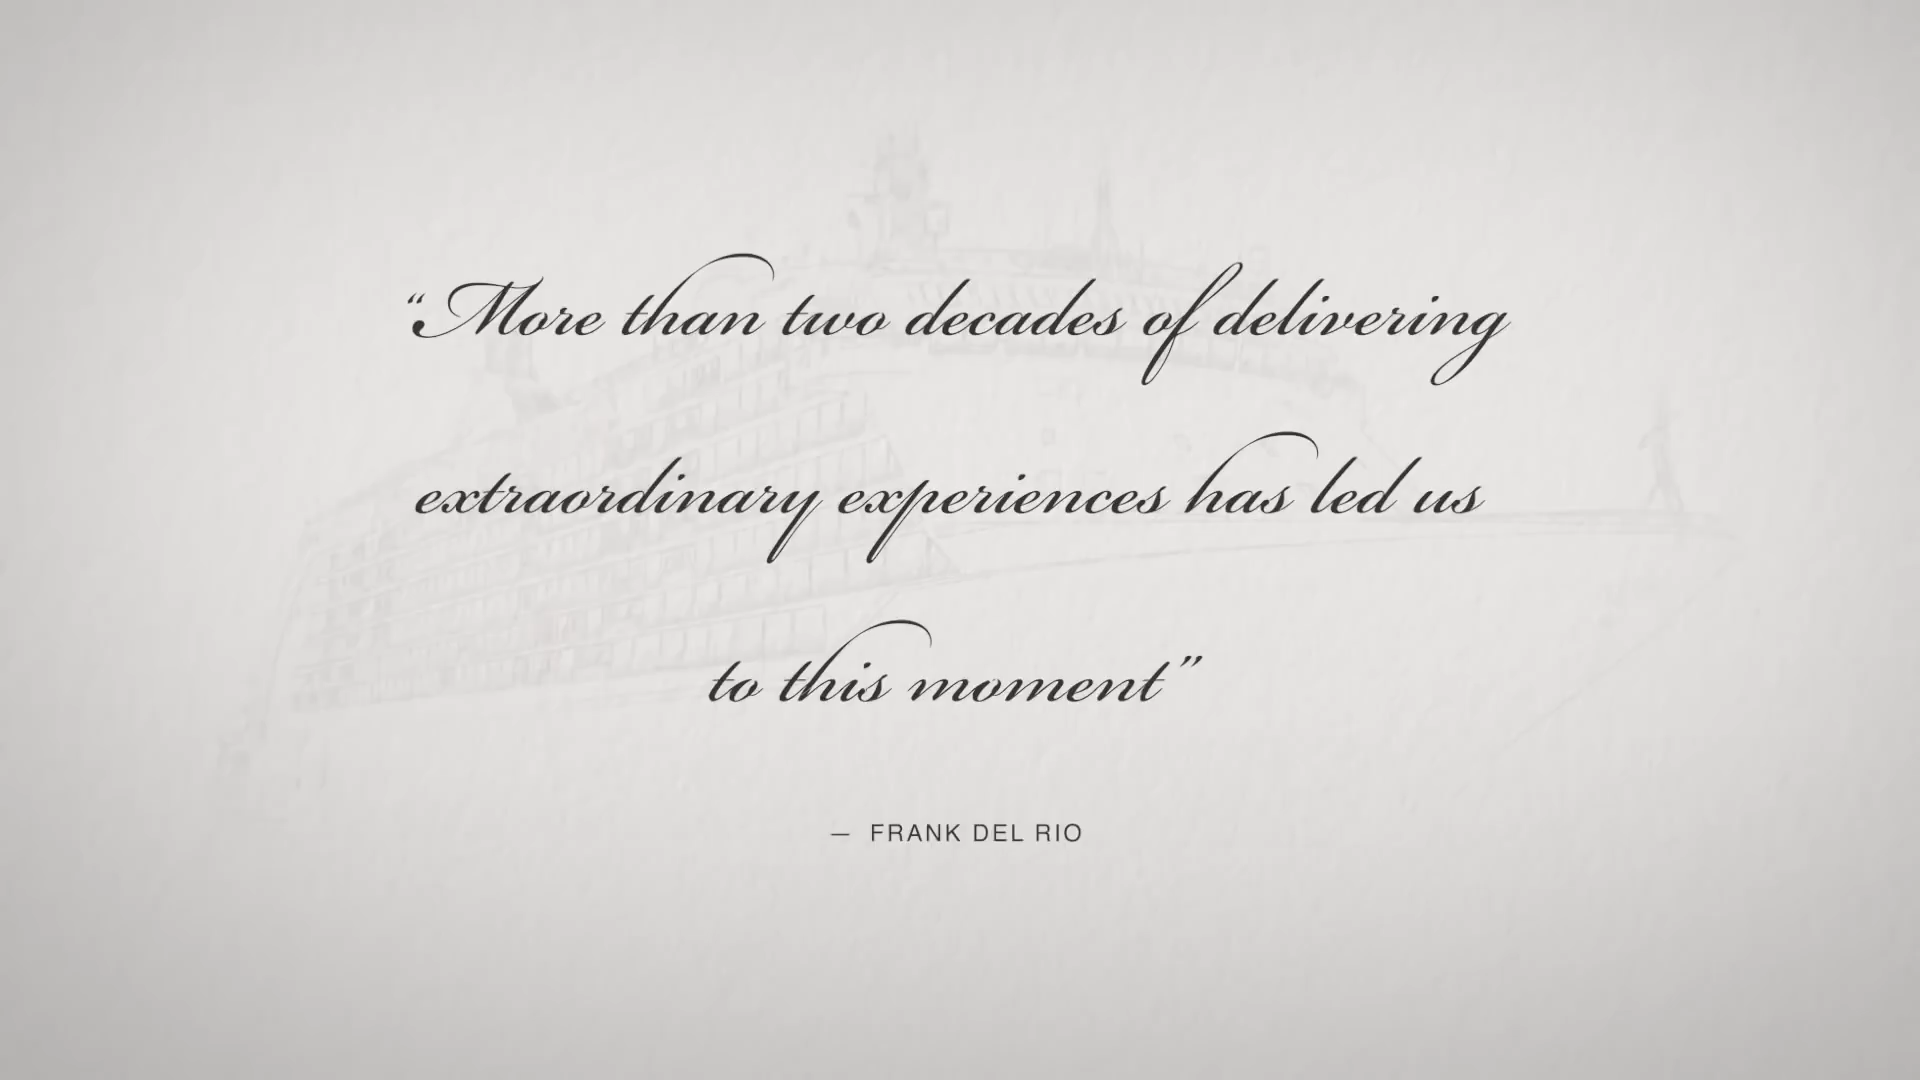 “More than two decades of delivering
extraordinary experiences has led us
to this moment”
— FRANK DEL RIO